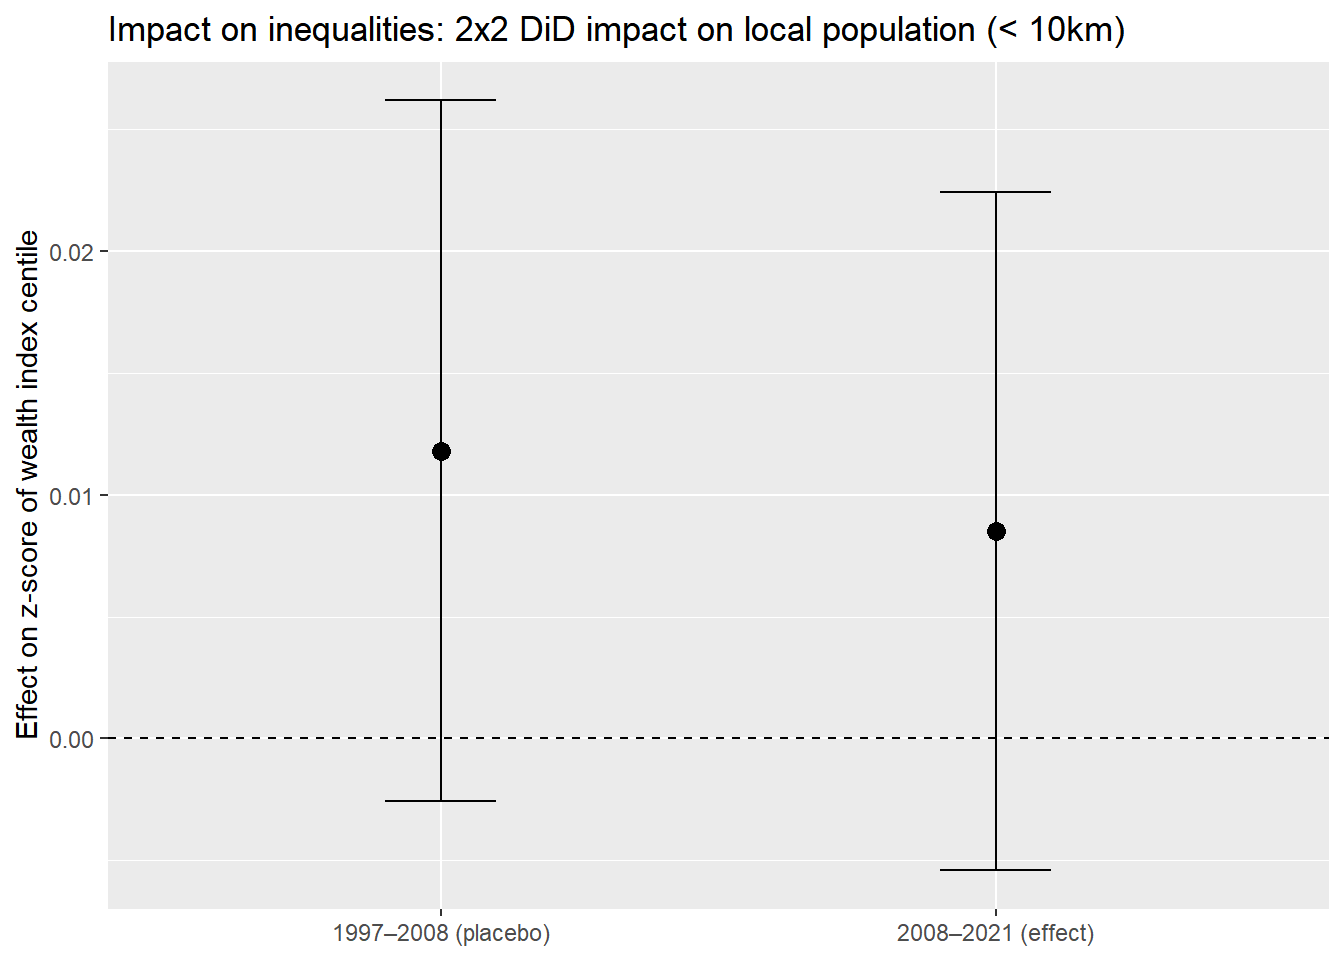 Impact on inequalities: 2x2 DiD impact on local population (< 10km)
Effect on z-score of wealth index centile
0.02
0.01
0.00
1997–2008 (placebo)
2008–2021 (effect)